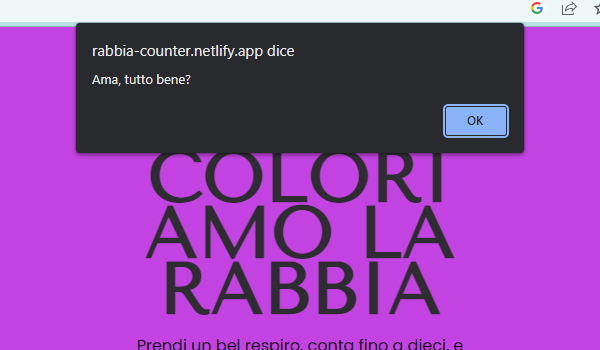 rabbia-counter.netlify.app dice
Ama, tutto bene?
OK
COLORI
AMO LA
RABBIA
Prendi un bel respiro, conta fino a dieci, e